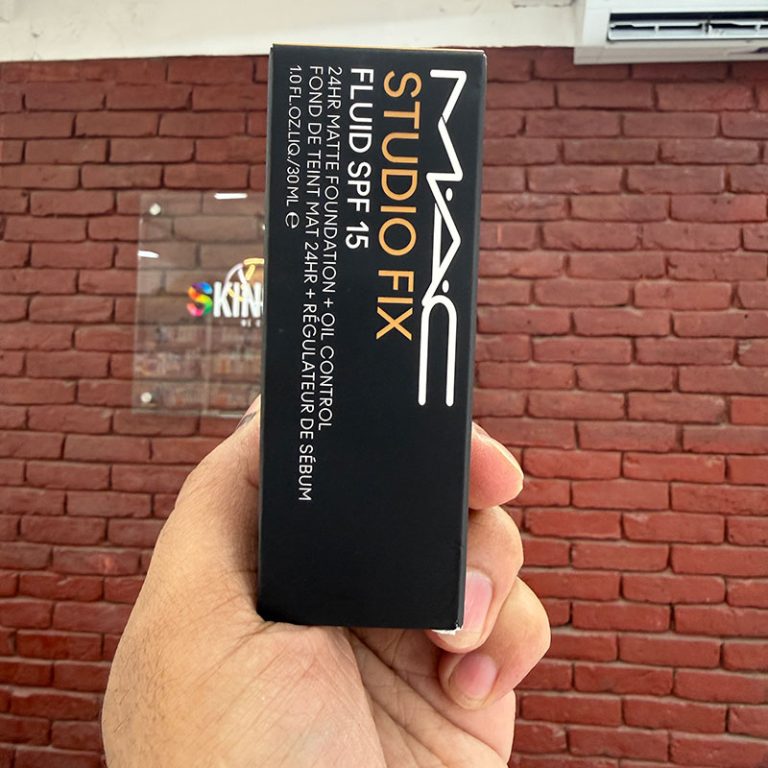 M·A·C
STUDIO FIX
FLUID SPF 15
24HR MATTE FOUNDATION + OIL CONTROL
FOND DE TEINT MAT 24HR + RÉGULATEUR DE SÉBUM
1.0 FL.OZ.LIQ./30 ML ℮